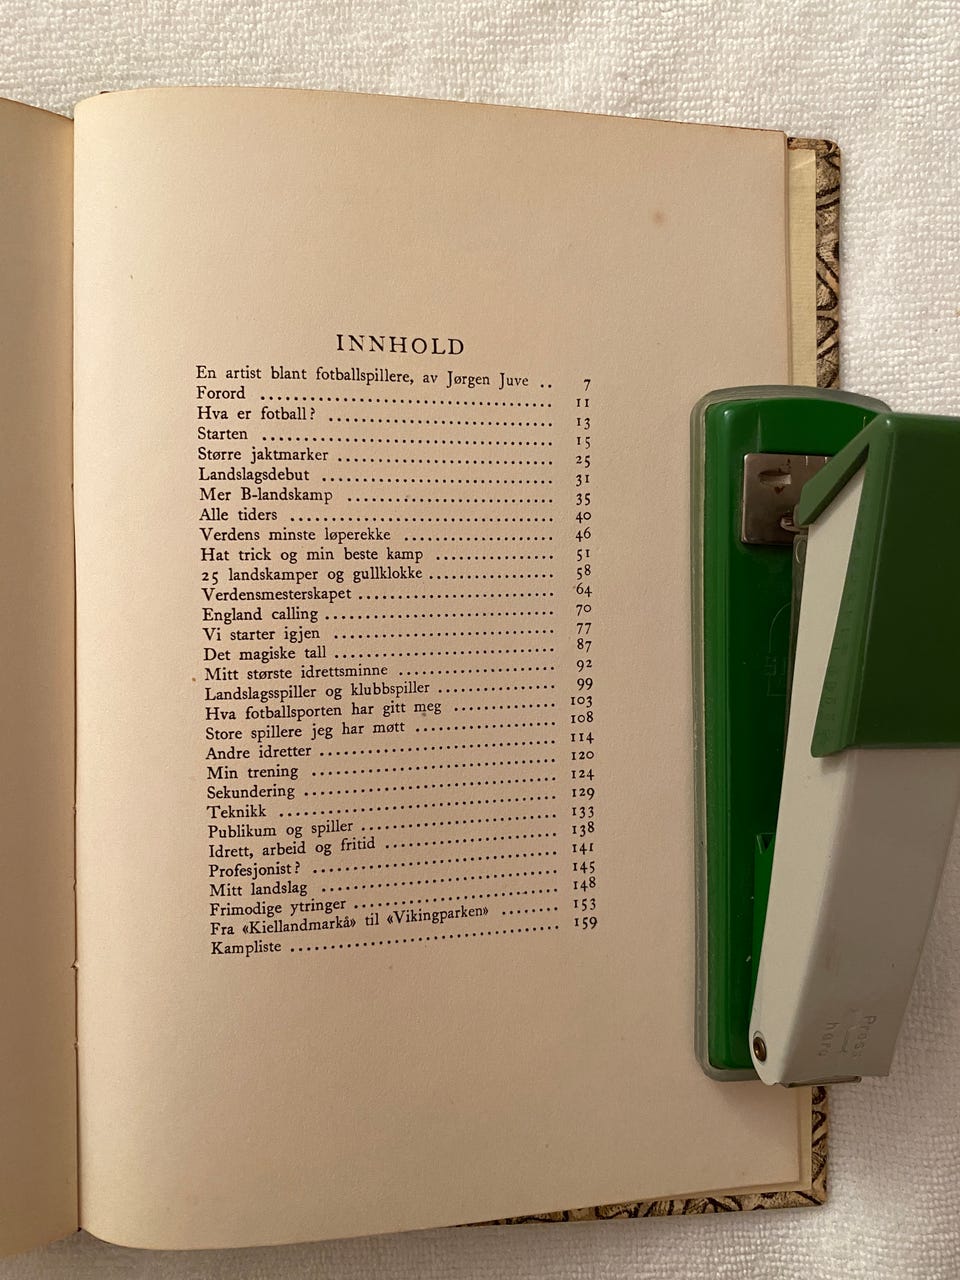 INNHOLD
En artist blant fotballspillere, av Jørgen Juve .. 7
Forord 11
Hva er fotball? 13
Starten 15
Større jaktmarker 25
Landslagsdebut 31
Mer B-landskamp 35
Alle tiders 40
Verdens minste løperekke 46
Hat trick og min beste kamp 51
25 landskamper og gullklokke 58
Verdensmesterskapet 64
England calling 70
Vi starter igjen 77
Det magiske tall 87
Mitt største idrettsminne 92
Landslagsspiller og klubbspiller 99
Hva fotballsporten har gitt meg 103
Store spillere jeg har møtt 108
Andre idretter 114
Min trening 120
Sekundering 124
Teknikk 129
Publikum og spiller 133
Idrett, arbeid og fritid 138
Profesjonist? 141
Mitt landslag 145
Frimodige ytringer 148
Fra «Kiellandmarkå» til «Vikingparken» 153
Kampliste 159
Press
here